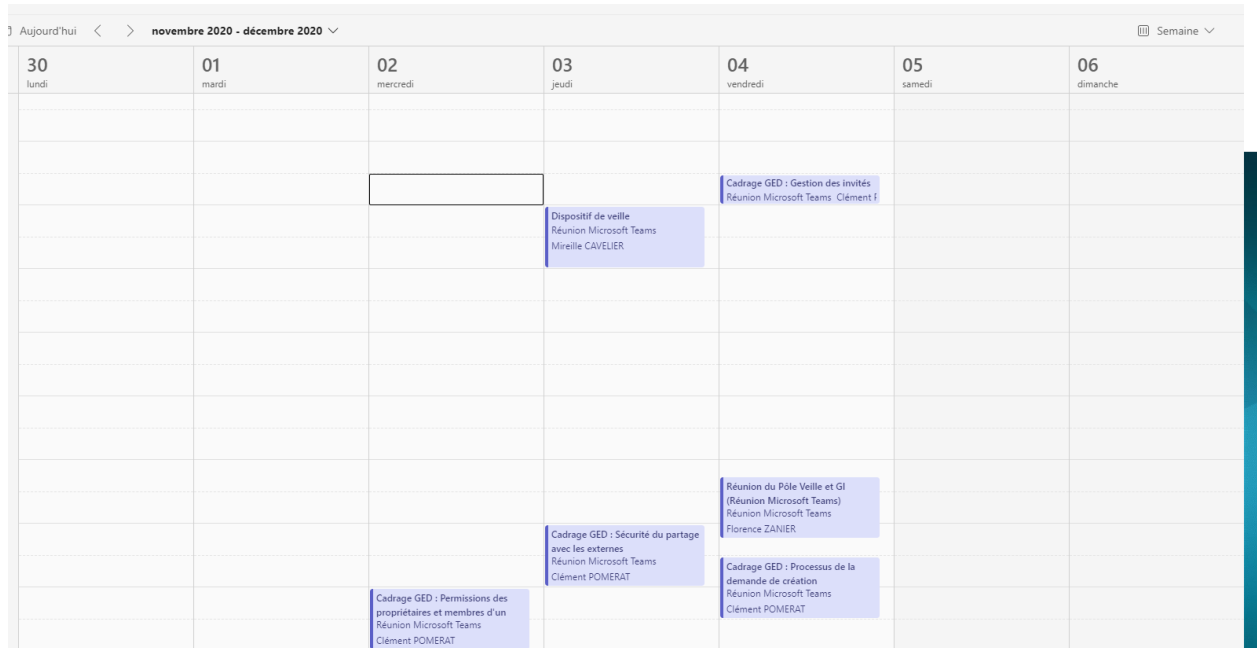 Aujourd'hui novembre 2020 - décembre 2020 Semaine
30 01 02 03 04 05 06
lundi mardi mercredi jeudi vendredi samedi dimanche
Cadrage GED : Gestion des invités
Réunion Microsoft Teams Clément
Dispositif de veille
Réunion Microsoft Teams
Mireille CAVELIER
Réunion du Pôle Veille et GI
(Réunion Microsoft Teams)
Réunion Microsoft Teams
Florence ZANIER
Cadrage GED : Sécurité du partage
avec les externes
Réunion Microsoft Teams
Clément POMERAT
Cadrage GED : Processus de la
demande de création
Réunion Microsoft Teams
Clément POMERAT
Cadrage GED : Permissions des
propriétaires et membres d'un
Réunion Microsoft Teams
Clément POMERAT